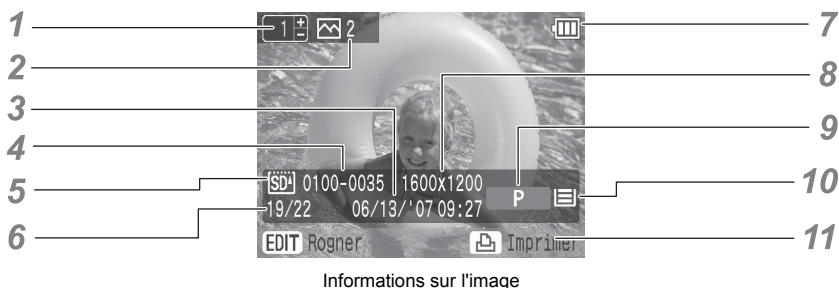 1 1 + - 2 7
2 8
3 9
4
5 SD 0100-0035 1600x1200 P 10
6 19/22 06/13/'07 09:27
EDIT Rogner Imprimer 11
Informations sur l'image